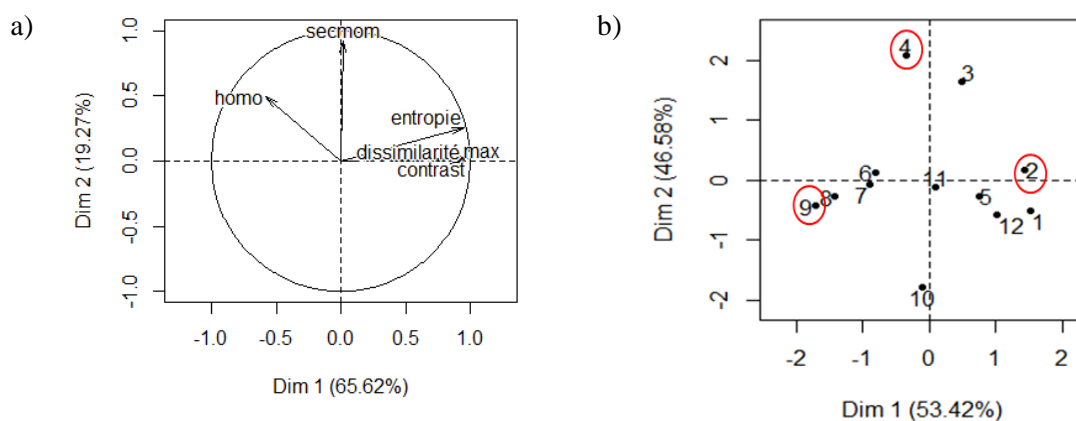 a)
1.0
0.5
0.0
-0.5
-1.0
Dim 2 (19.27%)
secmom
homo
entropie
dissimilarité max
contrast
-1.0 -0.5 0.0 0.5 1.0
Dim 1 (65.62%)
b)
2
1
0
-1
-2
Dim 2 (46.58%)
4
3
6
2
11
7
9 8
5
12 1
10
-2 -1 0 1 2
Dim 1 (53.42%)